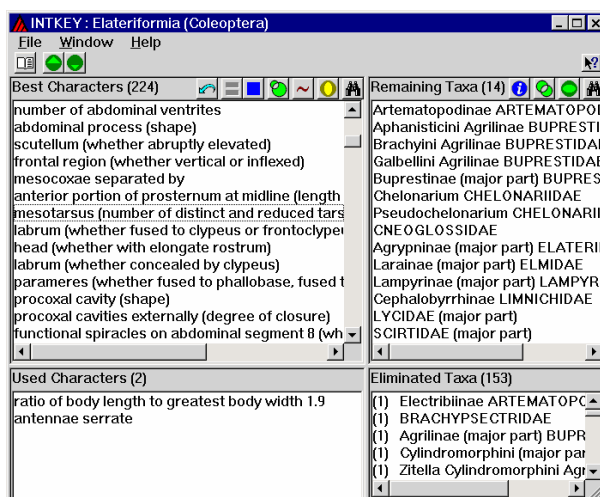 INTKEY : Elateriformia (Coleoptera)
File Window Help
Best Characters (224)
number of abdominal ventrites
abdominal process (shape)
scutellum (whether abruptly elevated)
frontal region (whether vertical or inflexed)
mesocoxae separated by
anterior portion of prosternum at midline (length
mesotarsus (number of distinct and reduced tars
labrum (whether fused to clypeus or frontoclypeu
head (whether with elongate rostrum)
labrum (whether concealed by clypeus)
parameres (whether fused to phallobase, fused t
procoxal cavity (shape)
procoxal cavities externally (degree of closure)
functional spiracles on abdominal segment 8 (wh
Remaining Taxa (14)
Artematopodinae ARTEMATOPO
Aphanisticini Agrilinae BUPRESTI
Brachyini Agrilinae BUPRESTIDA
Galbellini Agrilinae BUPRESTIDAE
Buprestinae (major part) BUPRES
Chelonarium CHELONARIIDAE
Pseudochelonarium CHELONARII
CNEOGLOSSIDAE
Agrypninae (major part) ELATERI
Larainae (major part) ELMIDAE
Lampyrinae (major part) LAMPYR
Cephalobyrrhinae LIMNICHIDAE
LYCIDAE (major part)
SCIRTIDAE (major part)
Used Characters (2)
ratio of body length to greatest body width 1.9
antennae serrate
Eliminated Taxa (153)
(1) Electribiinae ARTEMATOPO
(1) BRACHYPSECTRIDAE
(1) Agrilinae (major part) BUPR
(1) Cylindromorphini (major par
(1) Zitella Cylindromorphini Agr